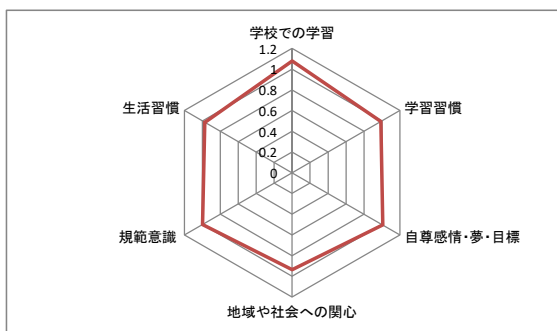 学校での学習
1.2
1
0.8
0.6
0.4
0.2
0
学習習慣
自尊感情・夢・目標
地域や社会への関心
規範意識
生活習慣